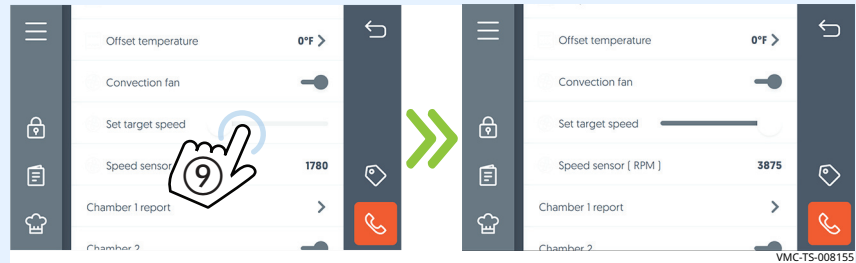 Offset temperature 0°F
Convection fan
Set target speed
Speed sensor 1780
Chamber 1 report
Chamber 2
9
Offset temperature 0°F
Convection fan
Set target speed
Speed sensor ( RPM ) 3875
Chamber 1 report
Chamber 2
VMC-TS-008155